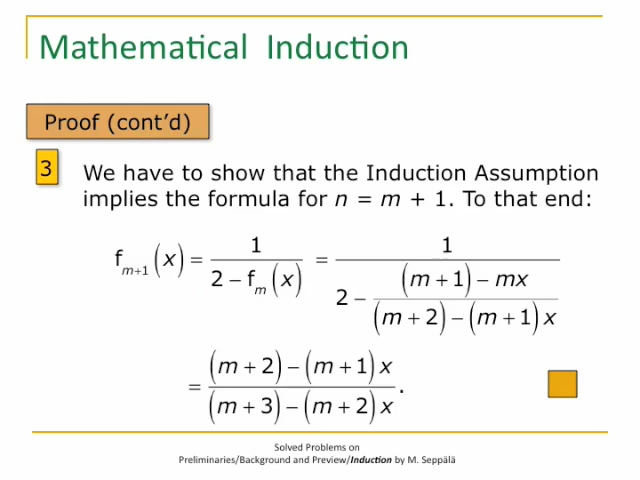 Mathematical Induction
Proof (cont'd)
3
We have to show that the Induction Assumption
implies the formula for n = m + 1. To that end:
f_{m+1}(x) = 1 / (2 − f_m(x)) = 1 / (2 − ((m + 1) − mx) / ((m + 2) − (m + 1)x))
= ((m + 2) − (m + 1)x) / ((m + 3) − (m + 2)x).
Solved Problems on
Preliminaries/Background and Preview/Induction by M. Seppälä